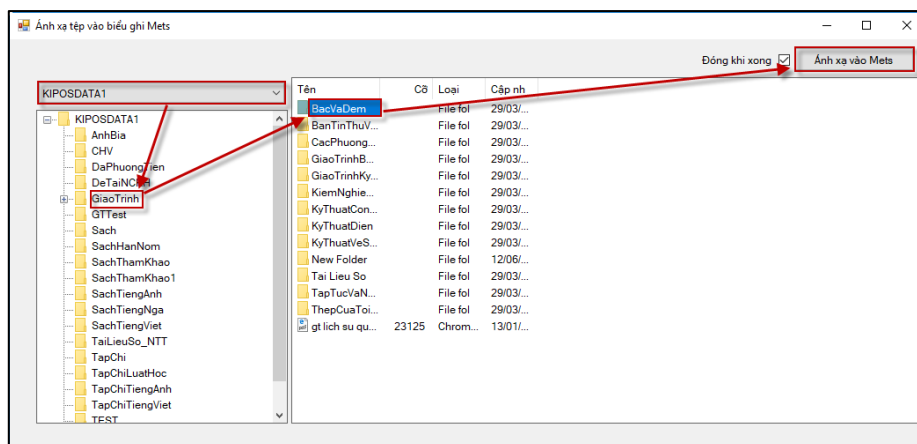 Ánh xạ tệp vào biểu ghi Mets
Đóng khi xong Ánh xạ vào Mets
KIPOSDATA1
KIPOSDATA1
AnhBia
CHV
DaPhuongTien
GiaoTrinh
GTTest
Sach
SachHanNom
SachThamKhao
SachThamKhao1
SachTiengAnh
SachTiengNga
SachTiengViet
TaiLieuSo_NTT
TapChi
TapChiLuatHoc
TapChiTiengAnh
TapChiTiengViet
TEST
Tên Cỡ Loại Cập nh
BacVaDem File fol 29/03/...
BanTinThuV... File fol 29/03/...
CacPhuong... File fol 29/03/...
GiaoTrinhB... File fol 29/03/...
GiaoTrinhKy... File fol 29/03/...
KiemNghie... File fol 29/03/...
KyThuatCon... File fol 29/03/...
KyThuatDien File fol 29/03/...
KyThuatVeS... File fol 29/03/...
New Folder File fol 12/06/...
Tai Lieu So File fol 29/03/...
TapTucVaN... File fol 29/03/...
ThepCuaToi... File fol 29/03/...
gt lich su qu... 23125 Chrom... 13/01/...